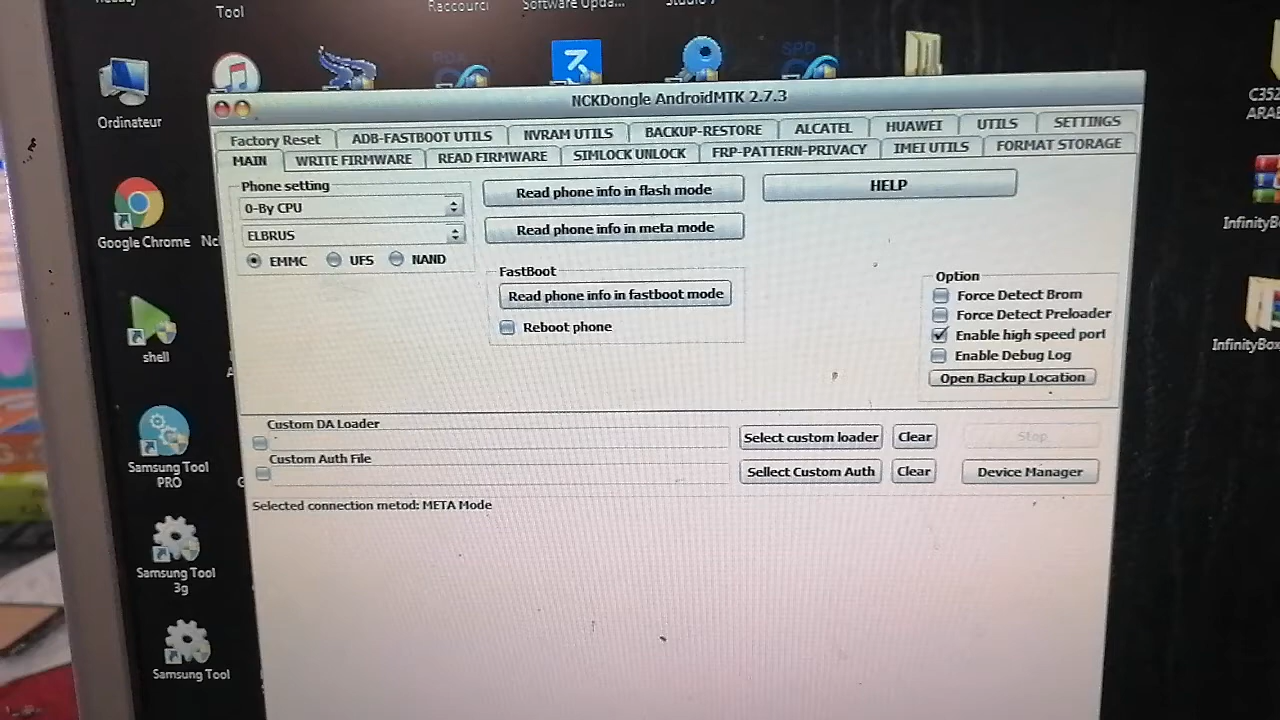 Tool
Raccourci
Software Upda...
Ordinateur
C352
Google Chrome
shell
Samsung Tool
PRO
Samsung Tool
3g
Samsung Tool
InfinityBox
NCKDongle AndroidMTK 2.7.3
Factory Reset ADB-FASTBOOT UTILS NVRAM UTILS BACKUP-RESTORE ALCATEL HUAWEI UTILS SETTINGS
MAIN WRITE FIRMWARE READ FIRMWARE SIMLOCK UNLOCK FRP-PATTERN-PRIVACY IMEI UTILS FORMAT STORAGE
Phone setting
0-By CPU
ELBRUS
EMMC UFS NAND
Read phone info in flash mode
Read phone info in meta mode
HELP
FastBoot
Read phone info in fastboot mode
Reboot phone
Option
Force Detect Brom
Force Detect Preloader
Enable high speed port
Enable Debug Log
Open Backup Location
Custom DA Loader
Select custom loader Clear Stop
Custom Auth File
Sellect Custom Auth Clear Device Manager
Selected connection metod: META Mode